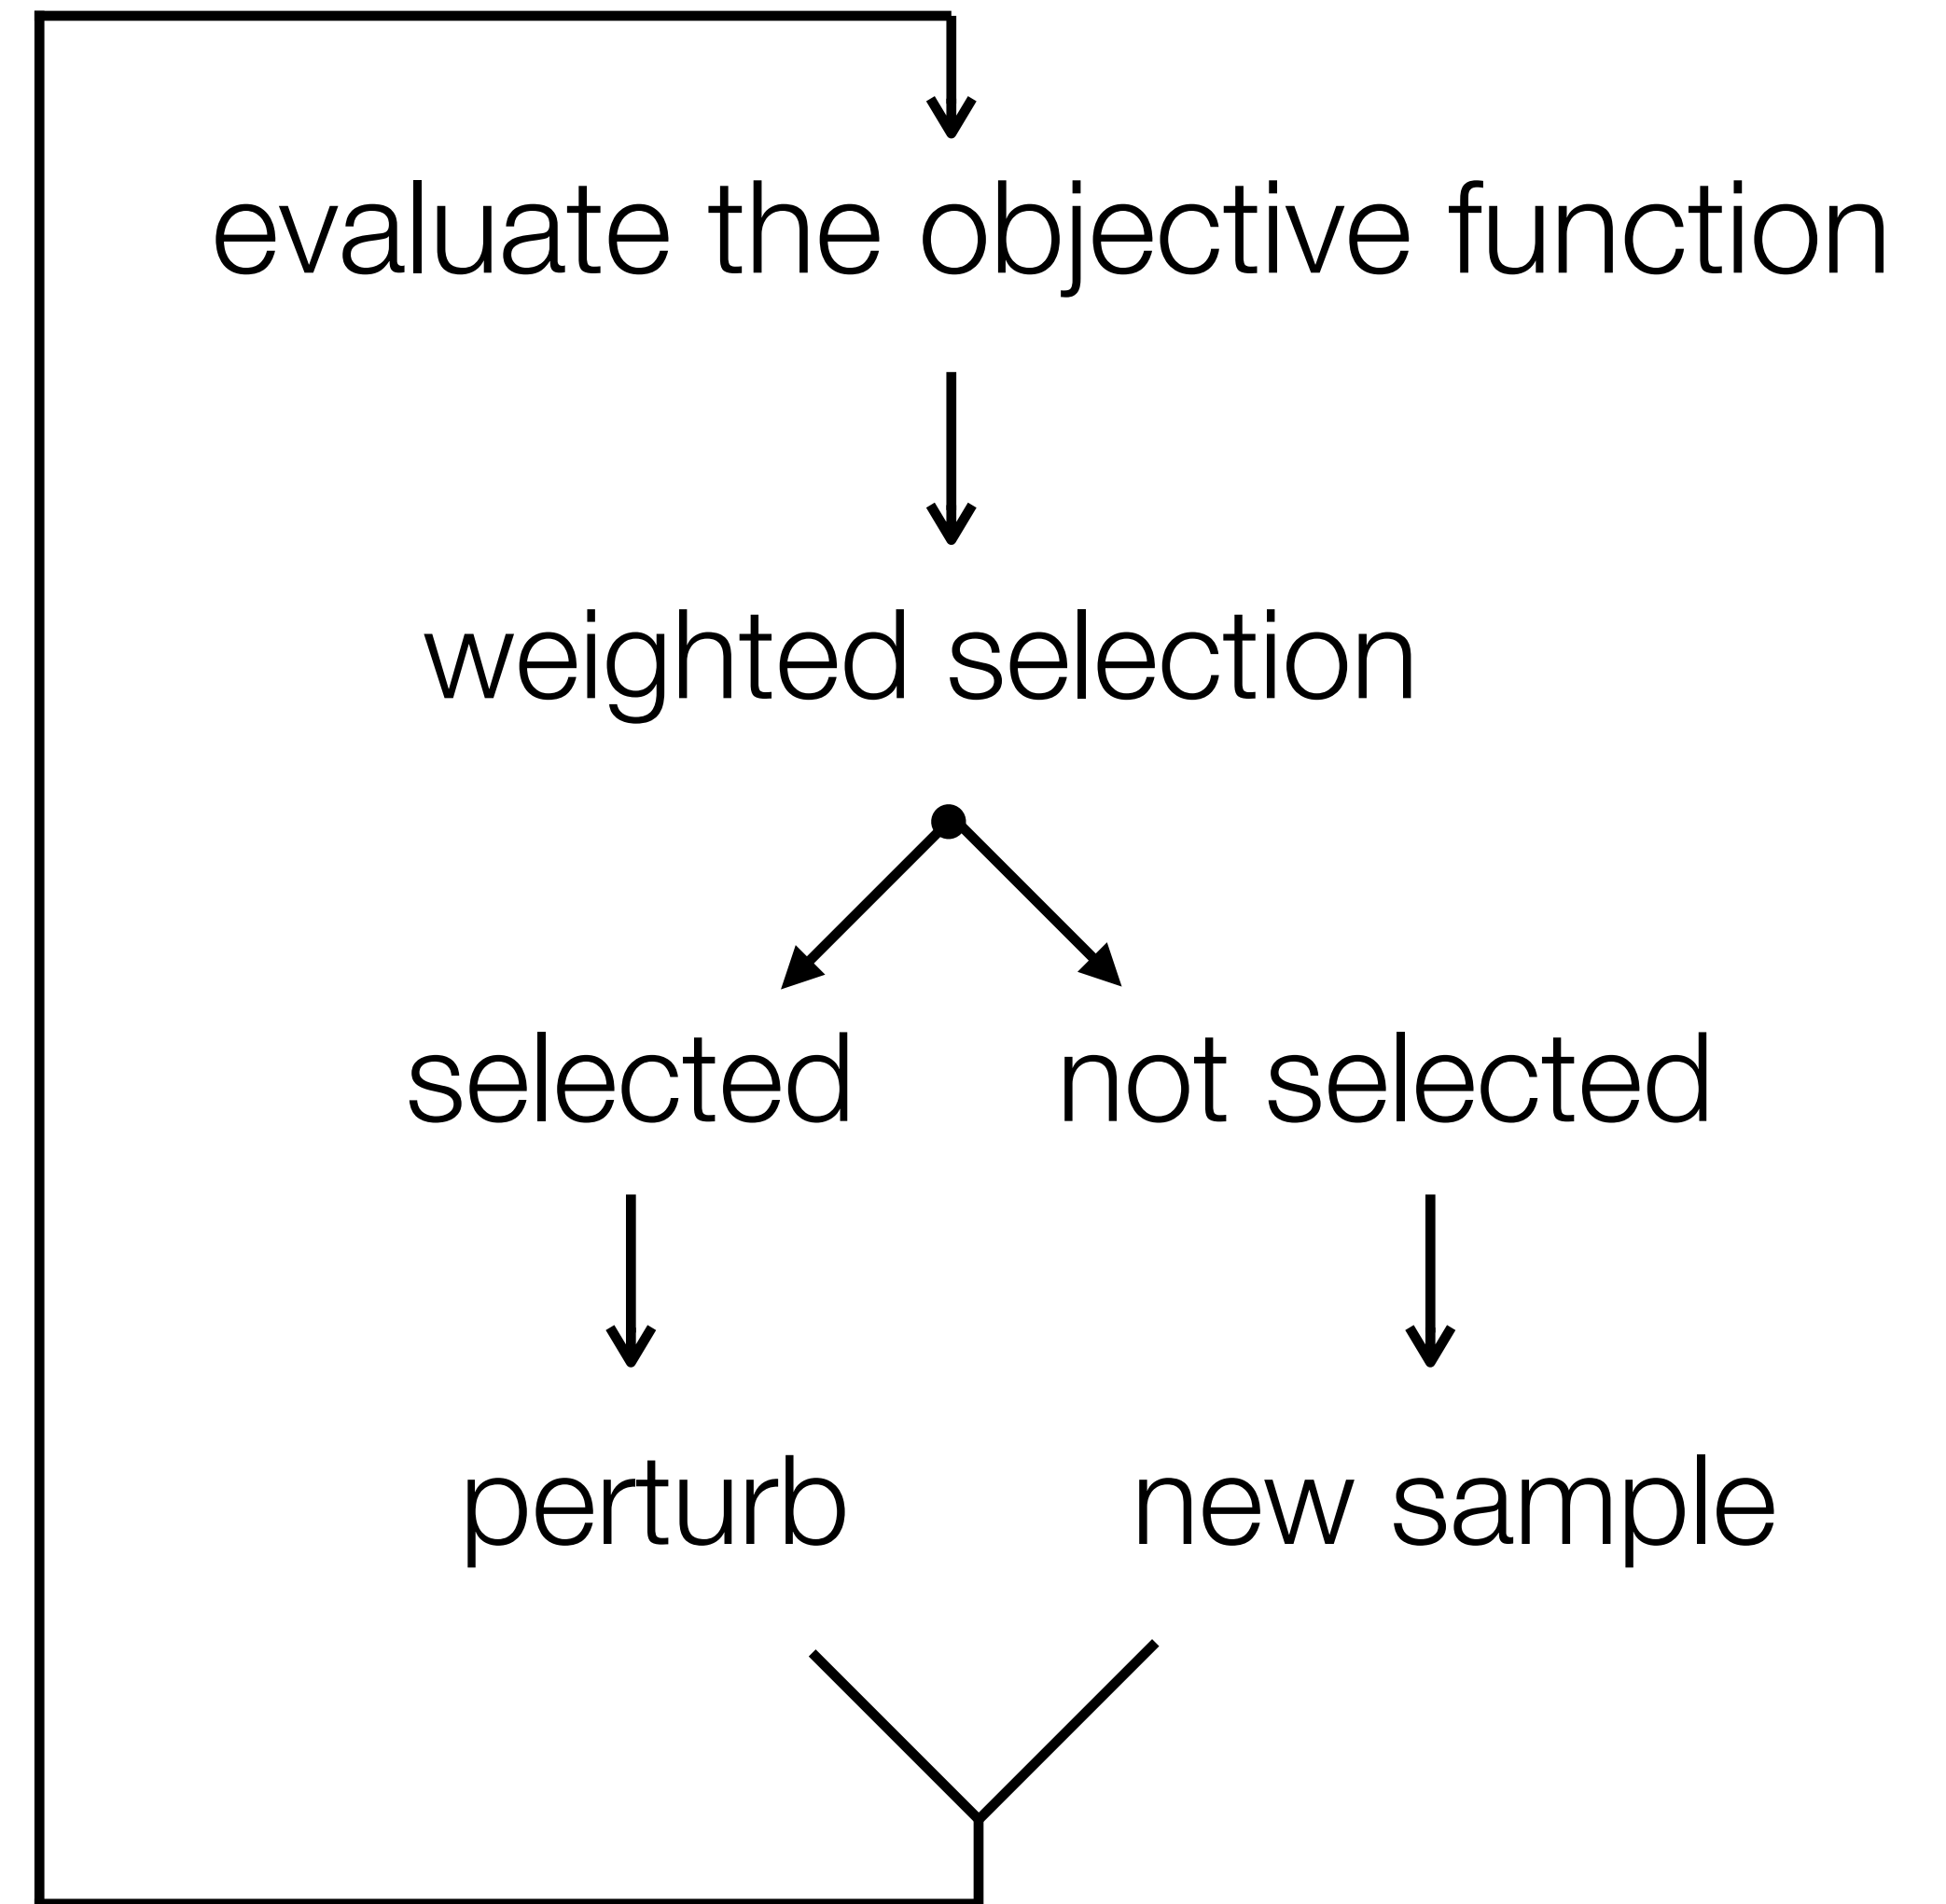 evaluate the objective function
weighted selection
selected
not selected
perturb
new sample